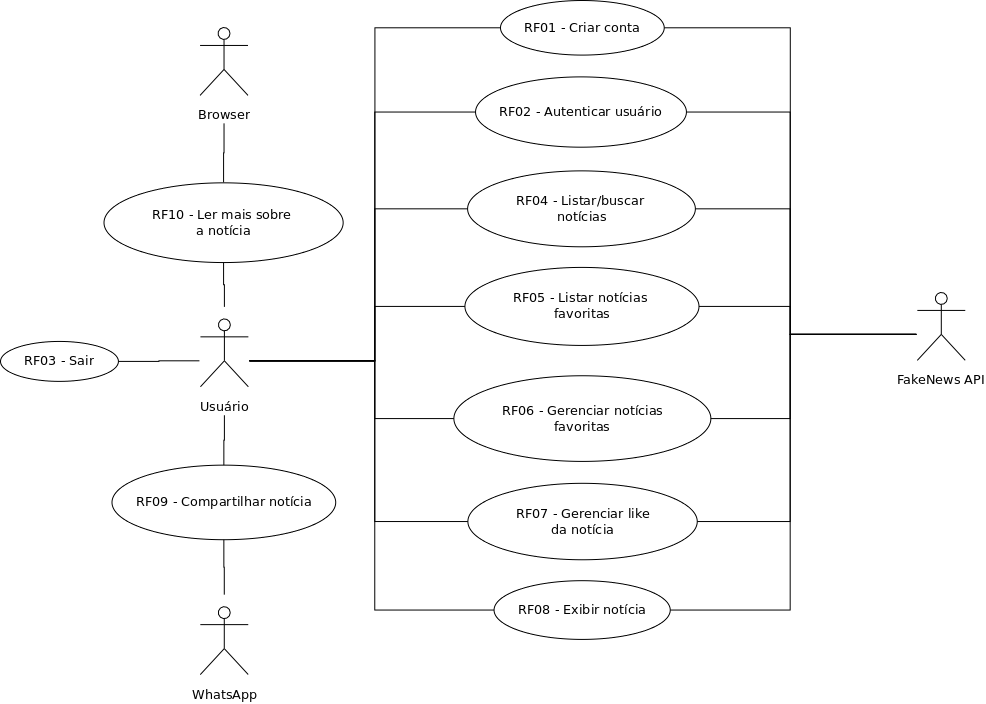 RF01 - Criar conta
Browser
RF02 - Autenticar usuário
RF10 - Ler mais sobre
a notícia
RF04 - Listar/buscar
notícias
RF05 - Listar notícias
favoritas
RF03 - Sair
Usuário
FakeNews API
RF06 - Gerenciar notícias
favoritas
RF09 - Compartilhar notícia
RF07 - Gerenciar like
da notícia
RF08 - Exibir notícia
WhatsApp